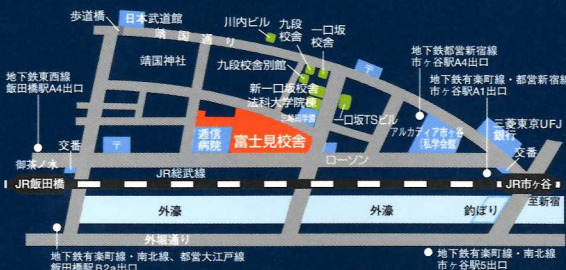 歩道橋
日本武道館
靖国通り
川内ビル
九段
校舎
一口坂
校舎
靖国神社
九段校舎別館
〒
地下鉄都営新宿線
市ヶ谷駅A4出口
地下鉄東西線
飯田橋駅A4出口
新一口坂校舎
法科大学院棟
地下鉄有楽町線・都営新宿線
市ヶ谷駅A1出口
三輪田学園
一口坂TSビル
アルカディア市ヶ谷
[私学会館]
三菱東京UFJ
銀行
交番
〒
逓信
病院
富士見校舎
ローソン
交番
御茶ノ水
JR総武線
JR飯田橋
JR市ヶ谷
至新宿
外濠
外濠
釣ぼり
外堀通り
地下鉄有楽町線・南北線、都営大江戸線
飯田橋駅B2a出口
地下鉄有楽町線・南北線
市ヶ谷駅5出口